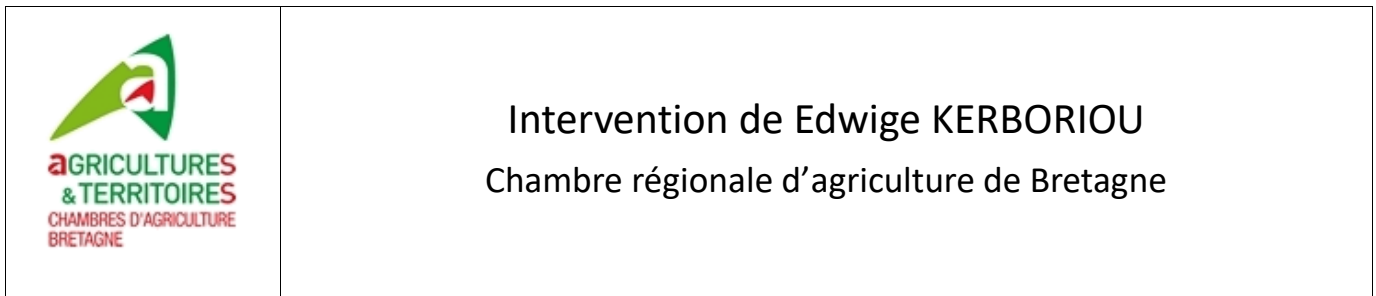 a
AGRICULTURES
& TERRITOIRES
CHAMBRES D'AGRICULTURE
BRETAGNE
Intervention de Edwige KERBORIOU
Chambre régionale d’agriculture de Bretagne